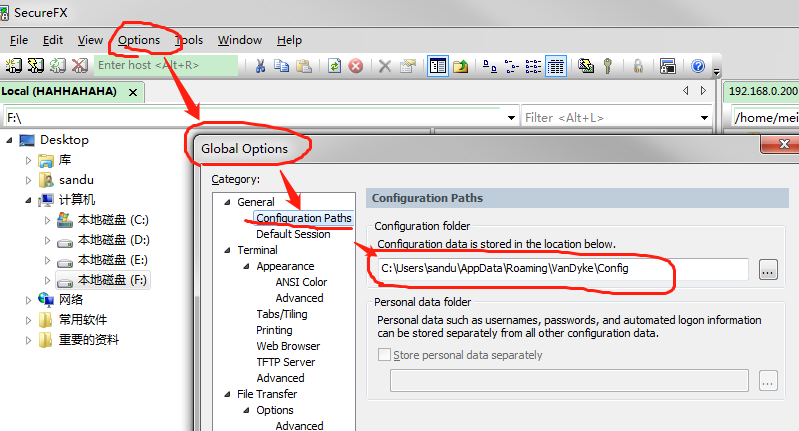 SecureFX
File Edit View Options Tools Window Help
Enter host <Alt+R>
Local (HAHHAHAHA)
192.168.0.200
F:\
Filter <Alt+L>
/home/mei
Desktop
库
sandu
计算机
本地磁盘 (C:)
本地磁盘 (D:)
本地磁盘 (E:)
本地磁盘 (F:)
网络
常用软件
重要的资料
Global Options
Category:
General
Configuration Paths
Default Session
Terminal
Appearance
ANSI Color
Advanced
Tabs/Tiling
Printing
Web Browser
TFTP Server
Advanced
File Transfer
Options
Advanced
Configuration Paths
Configuration folder
Configuration data is stored in the location below.
C:\Users\sandu\AppData\Roaming\VanDyke\Config
...
Personal data folder
Personal data such as usernames, passwords, and automated logon information
can be stored separately from all other configuration data.
Store personal data separately
...